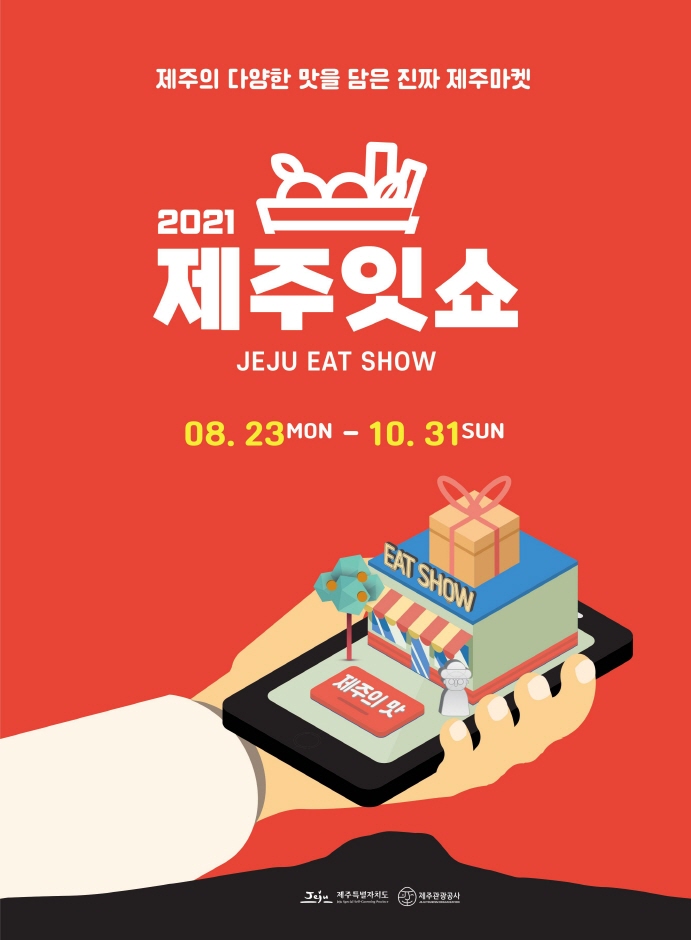 제주의 다양한 맛을 담은 진짜 제주마켓
2021
제주잇쇼
JEJU EAT SHOW
08. 23MON – 10. 31SUN
EAT SHOW
제주의 맛
Jeju 제주특별자치도
제주관광공사